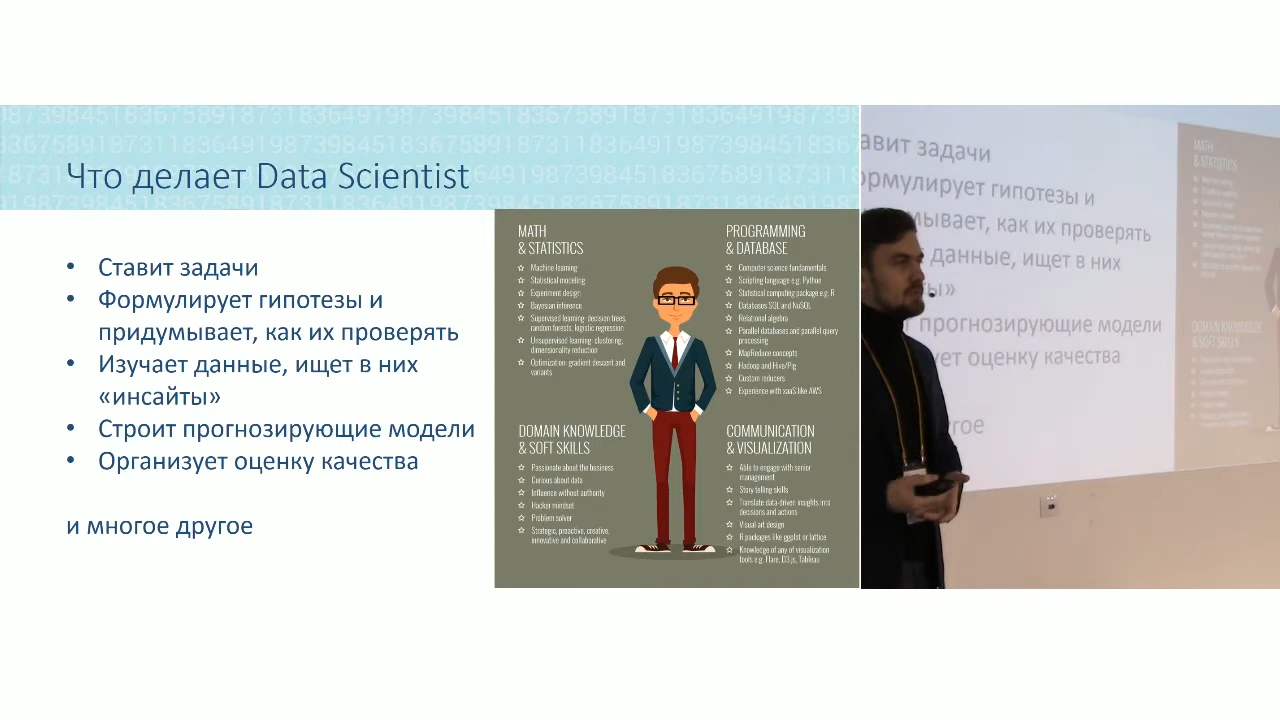 Что делает Data Scientist
• Ставит задачи
• Формулирует гипотезы и
придумывает, как их проверять
• Изучает данные, ищет в них
«инсайты»
• Строит прогнозирующие модели
• Организует оценку качества
и многое другое
MATH
& STATISTICS
Machine learning
Statistical modeling
Experiment design
Bayesian inference
Supervised learning: decision trees,
random forests, logistic regression
Unsupervised learning: clustering,
dimensionality reduction
Optimization: gradient descent and
variants
PROGRAMMING
& DATABASE
Computer science fundamentals
Scripting language e.g. Python
Statistical computing package e.g. R
Databases SQL and NoSQL
Relational algebra
Parallel databases and parallel query
processing
MapReduce concepts
Hadoop and Hive/Pig
Custom reducers
Experience with xaaS like AWS
DOMAIN KNOWLEDGE
& SOFT SKILLS
Passionate about the business
Curious about data
Influence without authority
Hacker mindset
Problem solver
Strategic, proactive, creative,
innovative and collaborative
COMMUNICATION
& VISUALIZATION
Able to engage with senior
management
Story telling skills
Translate data-driven insights into
decisions and actions
Visual art design
R packages like ggplot or lattice
Knowledge of any of visualization
tools e.g. Flare, D3.js, Tableau
авит задачи
ормулирует гипотезы и
мывает, как их проверять
данные, ищет в них
ы»
т прогнозирующие модели
ует оценку качества
угое
MATH
& STATISTICS
DOMAIN KNOWLEDGE
& SOFT SKILLS